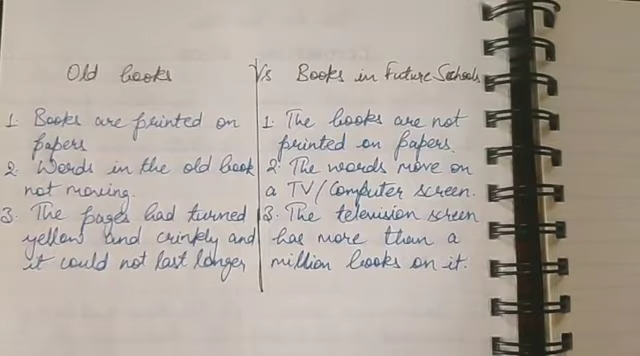 Old books Vs Books in Future Schools
1. Books are printed on
papers
2. Words in the old book
not moving.
3. The pages had turned
yellow and crinkly and
it could not last longer
1. The books are not
printed on papers.
2. The words move on
a TV/Computer screen.
3. The television screen
has more than a
million books on it.